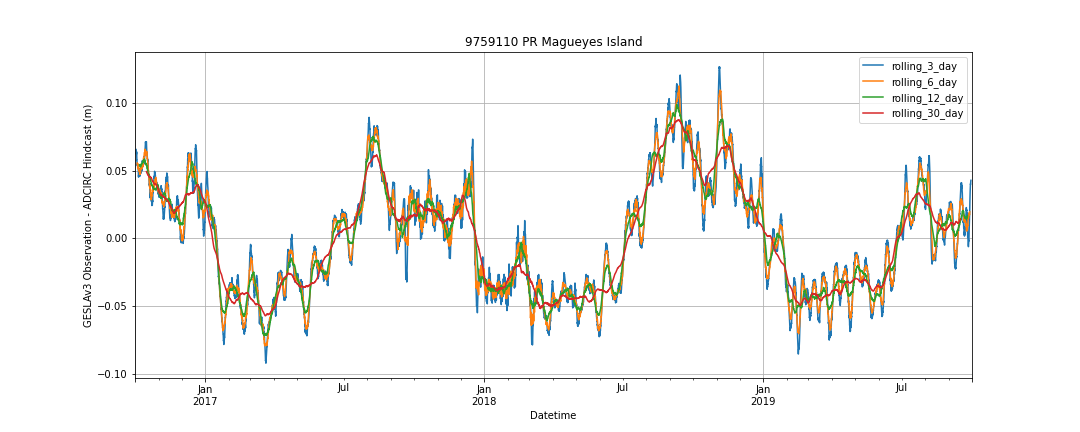 9759110 PR Magueyes Island
GESLAv3 Observation - ADCIRC Hindcast (m)
0.10
0.05
0.00
−0.05
−0.10
rolling_3_day
rolling_6_day
rolling_12_day
rolling_30_day
Jan
2017
Jul
Jan
2018
Jul
Jan
2019
Jul
Datetime